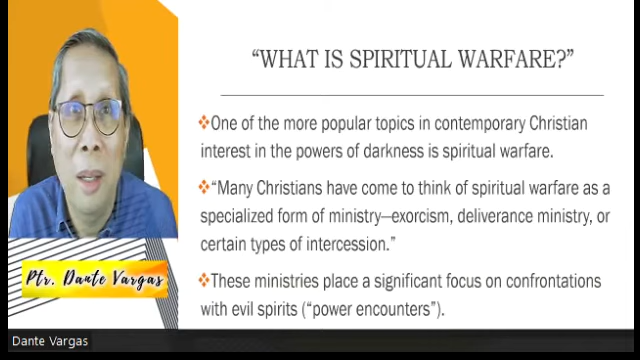 “WHAT IS SPIRITUAL WARFARE?”
❖One of the more popular topics in contemporary Christian
interest in the powers of darkness is spiritual warfare.
❖“Many Christians have come to think of spiritual warfare as a
specialized form of ministry—exorcism, deliverance ministry, or
certain types of intercession.”
❖These ministries place a significant focus on confrontations
with evil spirits (“power encounters”).
Ptr. Dante Vargas
Dante Vargas